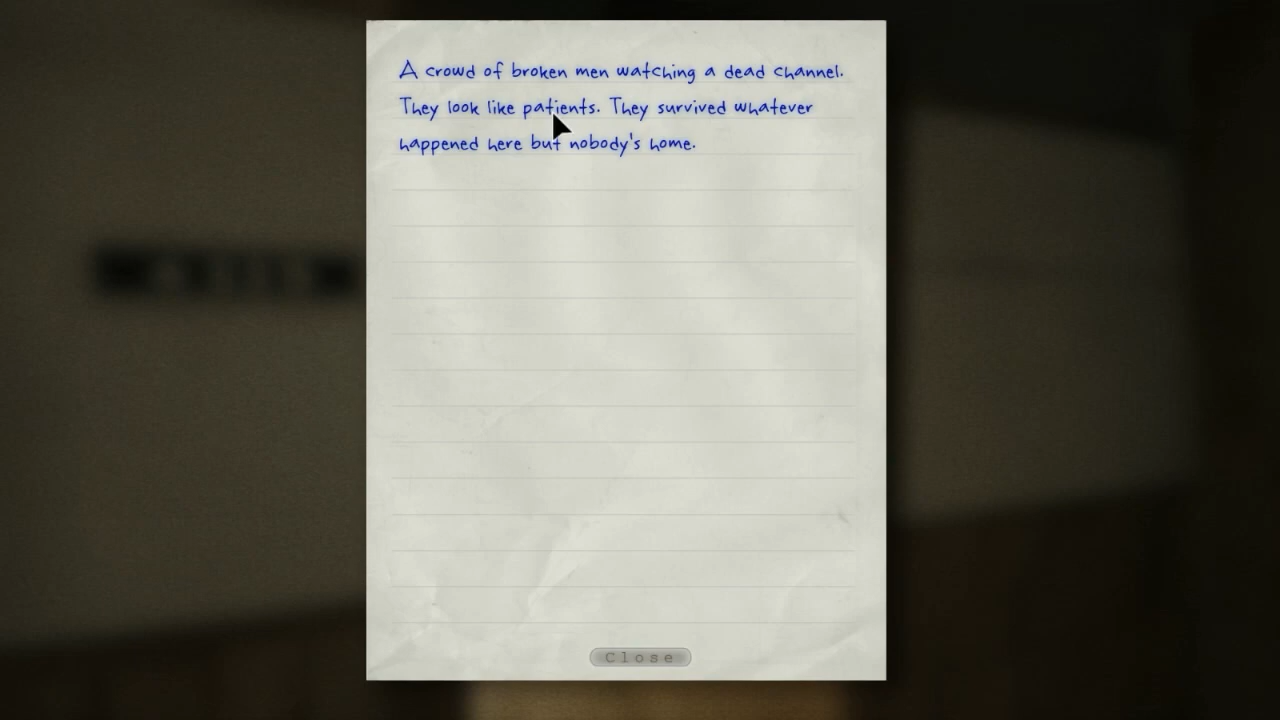 A crowd of broken men watching a dead channel.
They look like patients. They survived whatever
happened here but nobody's home.
Close